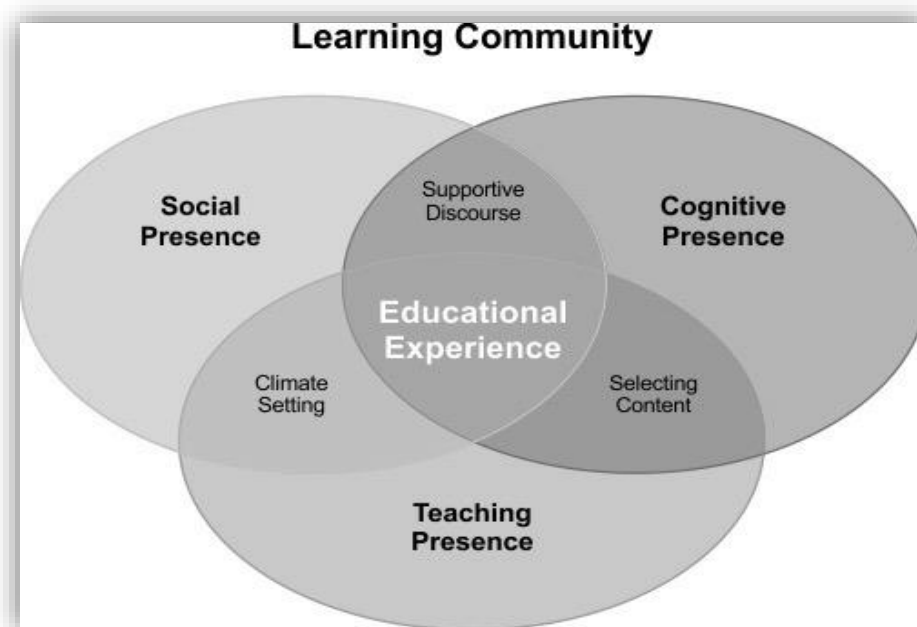 Learning Community
Social
Presence
Supportive
Discourse
Cognitive
Presence
Educational
Experience
Climate
Setting
Selecting
Content
Teaching
Presence